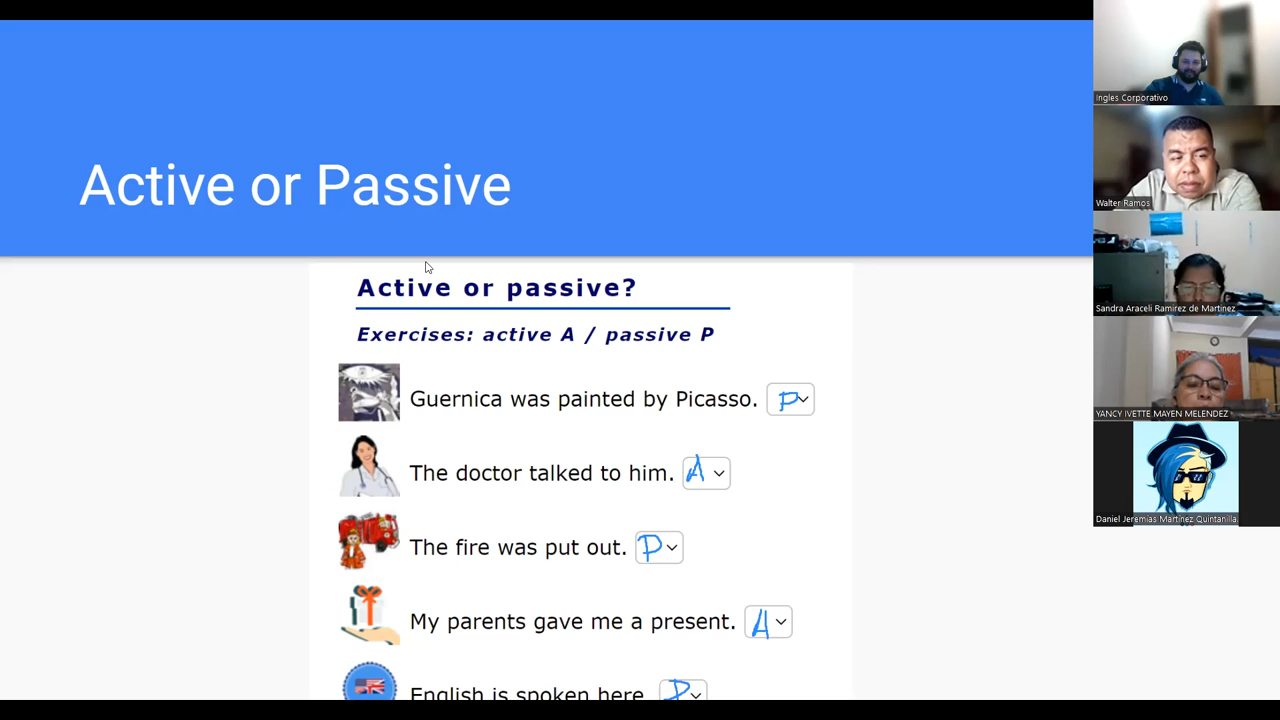 Active or Passive
Active or passive?
Exercises: active A / passive P
Guernica was painted by Picasso. P
The doctor talked to him. A
The fire was put out. P
My parents gave me a present. A
English is spoken here. P
Ingles Corporativo
Walter Ramos
Sandra Araceli Ramirez de Martinez
YANCY IVETTE MAYEN MELENDEZ
Daniel Jeremias Martinez Quintanilla